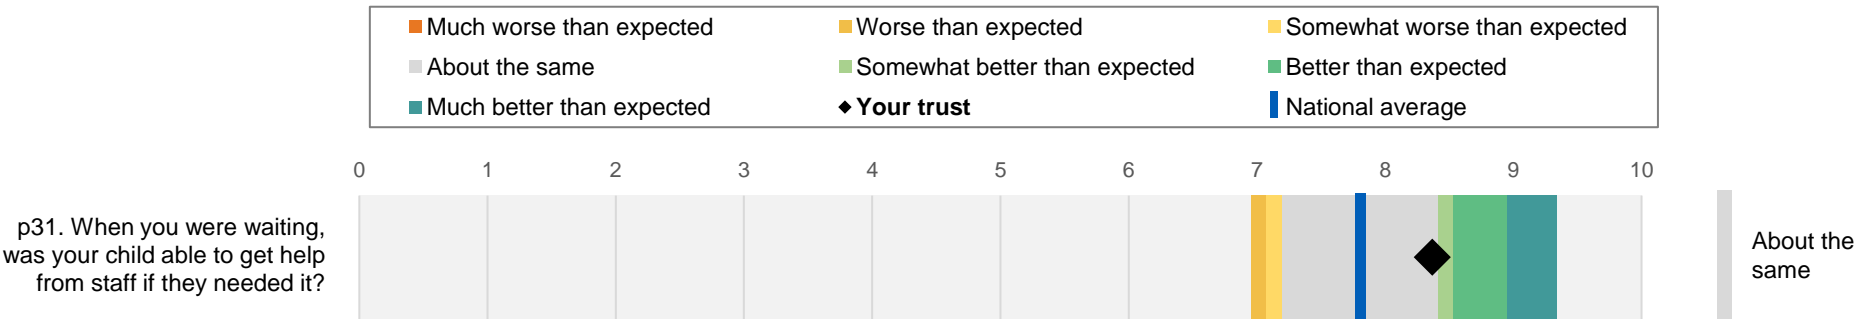 Much worse than expected
Worse than expected
Somewhat worse than expected
About the same
Somewhat better than expected
Better than expected
Much better than expected
Your trust
National average
0 1 2 3 4 5 6 7 8 9 10
p31. When you were waiting,
was your child able to get help
from staff if they needed it?
About the
same